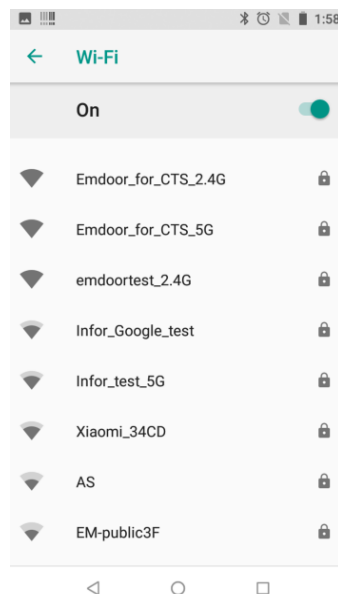 1:58
Wi-Fi
On
Emdoor_for_CTS_2.4G
Emdoor_for_CTS_5G
emdoortest_2.4G
Infor_Google_test
Infor_test_5G
Xiaomi_34CD
AS
EM-public3F